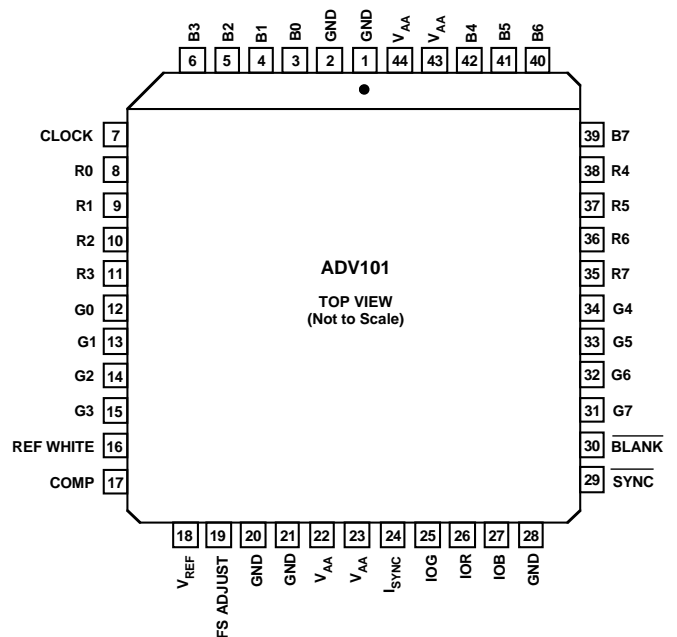 B3 B2 B1 B0 GND GND VAA VAA B4 B5 B6
6 5 4 3 2 1 44 43 42 41 40
CLOCK 7
R0 8
R1 9
R2 10
R3 11
G0 12
G1 13
G2 14
G3 15
REF WHITE 16
COMP 17
ADV101
TOP VIEW
(Not to Scale)
39 B7
38 R4
37 R5
36 R6
35 R7
34 G4
33 G5
32 G6
31 G7
30 BLANK
29 SYNC
18 19 20 21 22 23 24 25 26 27 28
VREF FS ADJUST GND GND VAA VAA ISYNC IOG IOR IOB GND